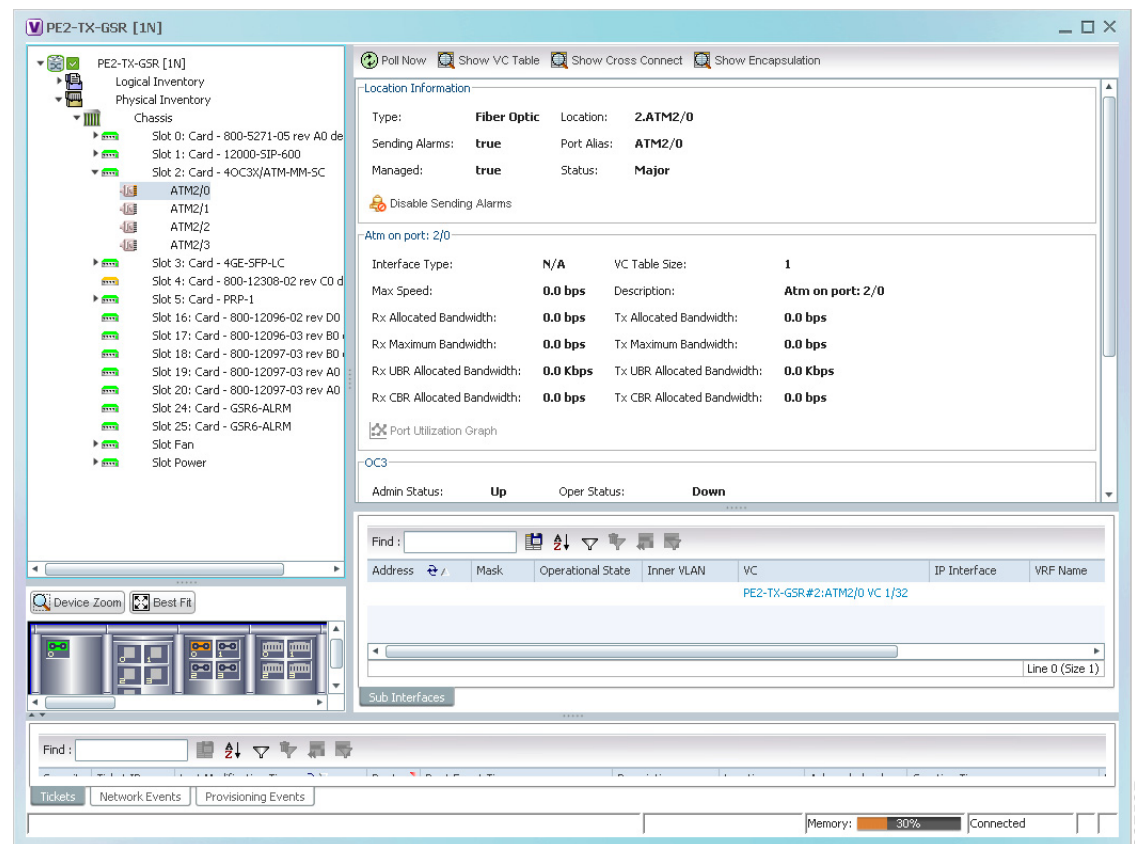 PE2-TX-GSR [1N]
PE2-TX-GSR [1N]
Logical Inventory
Physical Inventory
Chassis
Slot 0: Card - 800-5271-05 rev A0 de
Slot 1: Card - 12000-SIP-600
Slot 2: Card - 4OC3X/ATM-MM-SC
ATM2/0
ATM2/1
ATM2/2
ATM2/3
Slot 3: Card - 4GE-SFP-LC
Slot 4: Card - 800-12308-02 rev C0 d
Slot 5: Card - PRP-1
Slot 16: Card - 800-12096-02 rev D0
Slot 17: Card - 800-12096-03 rev B0
Slot 18: Card - 800-12097-03 rev B0
Slot 19: Card - 800-12097-03 rev A0
Slot 20: Card - 800-12097-03 rev A0
Slot 24: Card - GSR6-ALRM
Slot 25: Card - GSR6-ALRM
Slot Fan
Slot Power
Device Zoom Best Fit
Poll Now Show VC Table Show Cross Connect Show Encapsulation
Location Information
Type: Fiber Optic Location: 2.ATM2/0
Sending Alarms: true Port Alias: ATM2/0
Managed: true Status: Major
Disable Sending Alarms
Atm on port: 2/0
Interface Type: N/A VC Table Size: 1
Max Speed: 0.0 bps Description: Atm on port: 2/0
Rx Allocated Bandwidth: 0.0 bps Tx Allocated Bandwidth: 0.0 bps
Rx Maximum Bandwidth: 0.0 bps Tx Maximum Bandwidth: 0.0 bps
Rx UBR Allocated Bandwidth: 0.0 Kbps Tx UBR Allocated Bandwidth: 0.0 Kbps
Rx CBR Allocated Bandwidth: 0.0 bps Tx CBR Allocated Bandwidth: 0.0 bps
Port Utilization Graph
OC3
Admin Status: Up Oper Status: Down
Find :
Address Mask Operational State Inner VLAN VC IP Interface VRF Name
PE2-TX-GSR#2:ATM2/0 VC 1/32
Line 0 (Size 1)
Sub Interfaces
Find :
Tickets Network Events Provisioning Events
Memory: 30% Connected